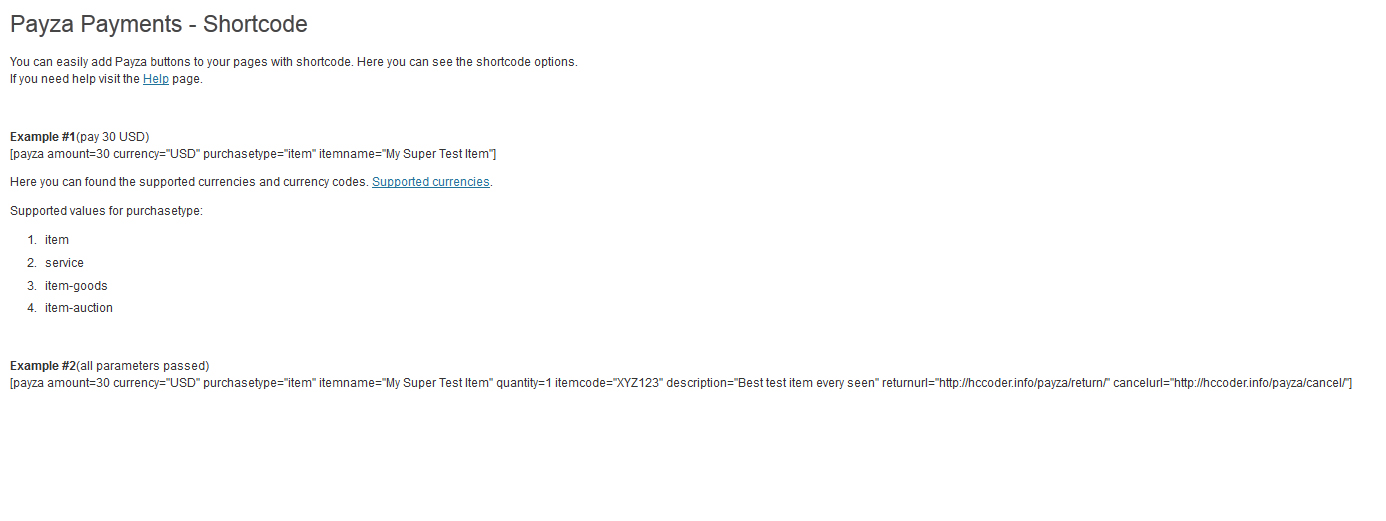 Payza Payments - Shortcode
You can easily add Payza buttons to your pages with shortcode. Here you can see the shortcode options.
If you need help visit the Help page.
Example #1(pay 30 USD)
[payza amount=30 currency="USD" purchasetype="item" itemname="My Super Test Item"]
Here you can found the supported currencies and currency codes. Supported currencies.
Supported values for purchasetype:
1. item
2. service
3. item-goods
4. item-auction
Example #2(all parameters passed)
[payza amount=30 currency="USD" purchasetype="item" itemname="My Super Test Item" quantity=1 itemcode="XYZ123" description="Best test item every seen" returnurl="http://hccoder.info/payza/return/" cancelurl="http://hccoder.info/payza/cancel/"]